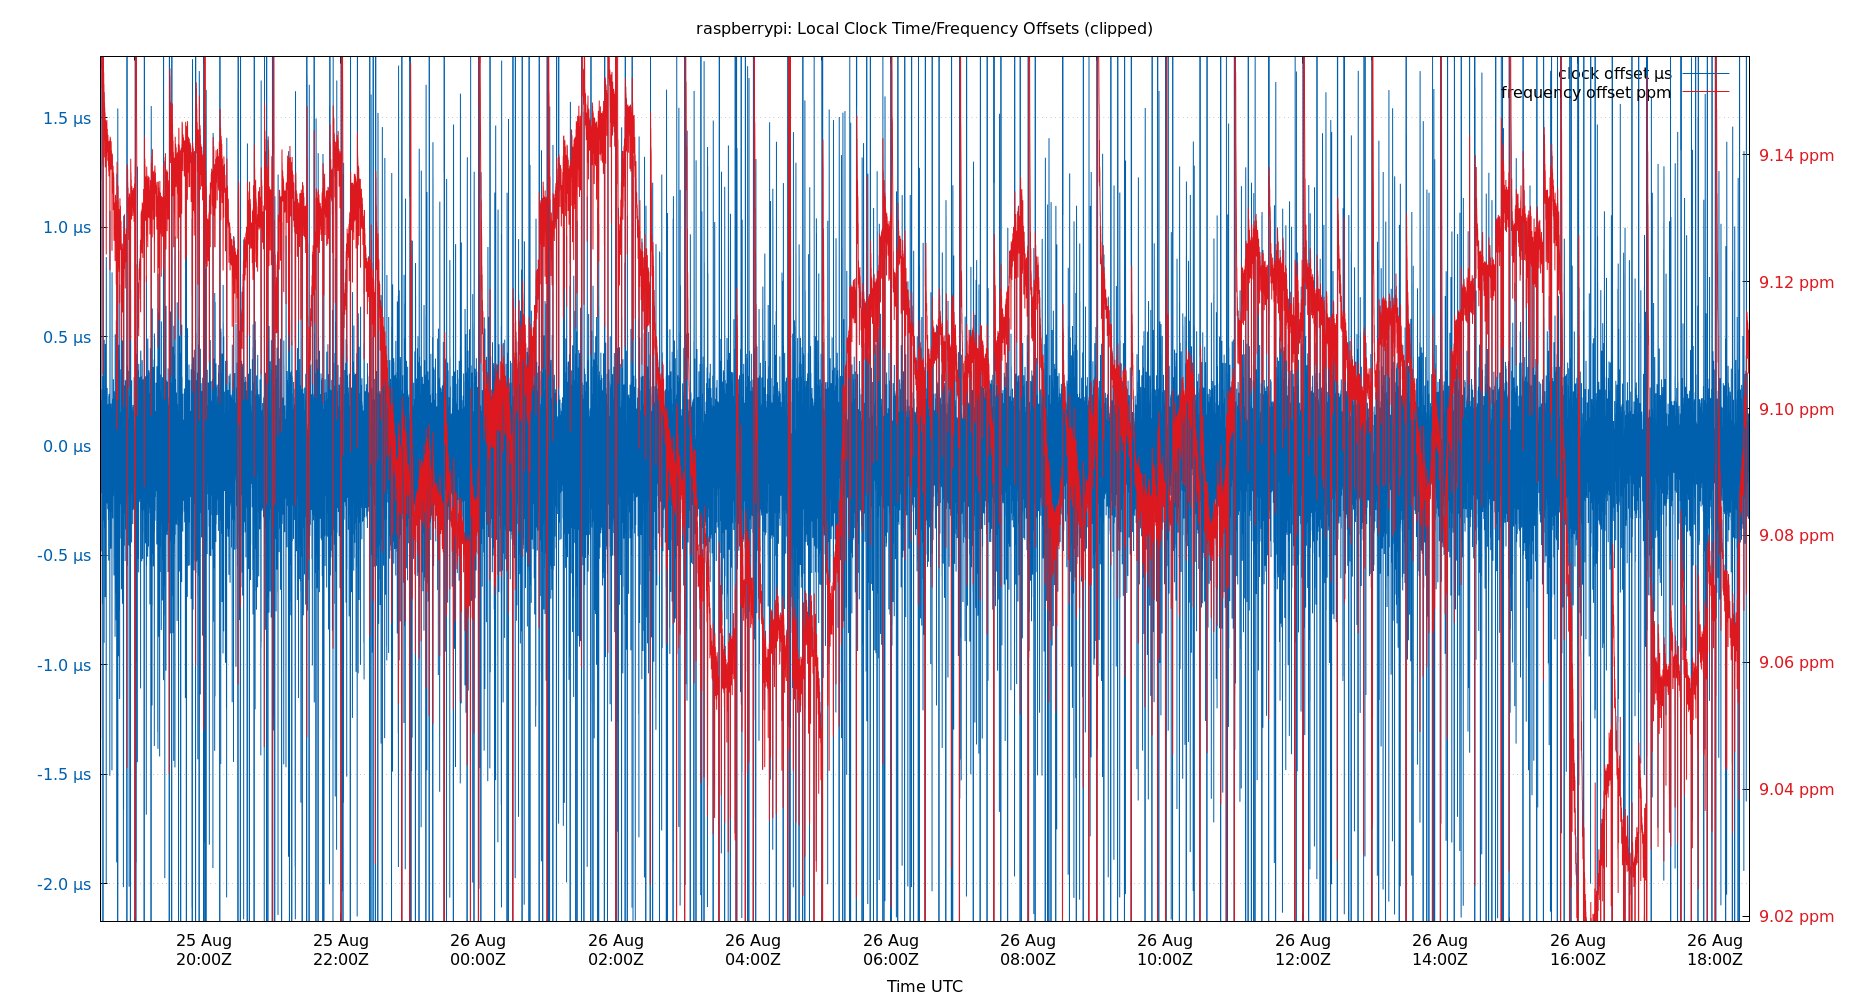 raspberrypi: Local Clock Time/Frequency Offsets (clipped)
clock offset µs
frequency offset ppm
1.5 µs
1.0 µs
0.5 µs
0.0 µs
-0.5 µs
-1.0 µs
-1.5 µs
-2.0 µs
9.14 ppm
9.12 ppm
9.10 ppm
9.08 ppm
9.06 ppm
9.04 ppm
9.02 ppm
25 Aug
20:00Z
25 Aug
22:00Z
26 Aug
00:00Z
26 Aug
02:00Z
26 Aug
04:00Z
26 Aug
06:00Z
26 Aug
08:00Z
26 Aug
10:00Z
26 Aug
12:00Z
26 Aug
14:00Z
26 Aug
16:00Z
26 Aug
18:00Z
Time UTC